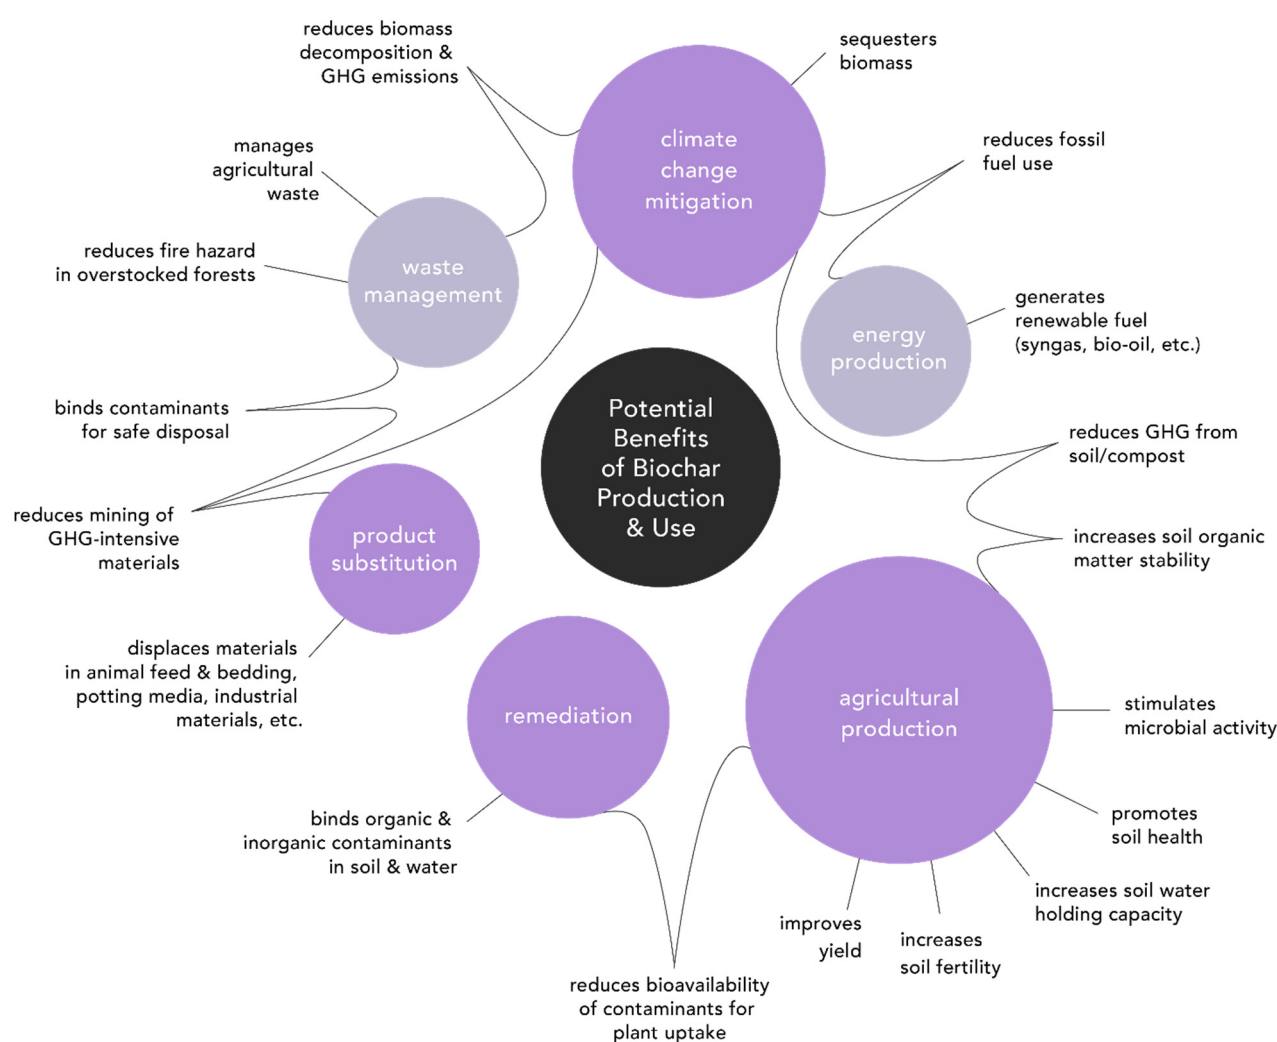 reduces biomass
decomposition &
GHG emissions
sequesters
biomass
climate
change
mitigation
reduces fossil
fuel use
manages
agricultural
waste
reduces fire hazard
in overstocked forests
waste
management
generates
renewable fuel
(syngas, bio-oil, etc.)
energy
production
Potential
Benefits
of Biochar
Production
& Use
binds contaminants
for safe disposal
reduces GHG from
soil/compost
reduces mining of
GHG-intensive
materials
product
substitution
increases soil organic
matter stability
displaces materials
in animal feed & bedding,
potting media, industrial
materials, etc.
remediation
agricultural
production
stimulates
microbial activity
binds organic &
inorganic contaminants
in soil & water
promotes
soil health
increases soil water
holding capacity
improves
yield
increases
soil fertility
reduces bioavailability
of contaminants for
plant uptake